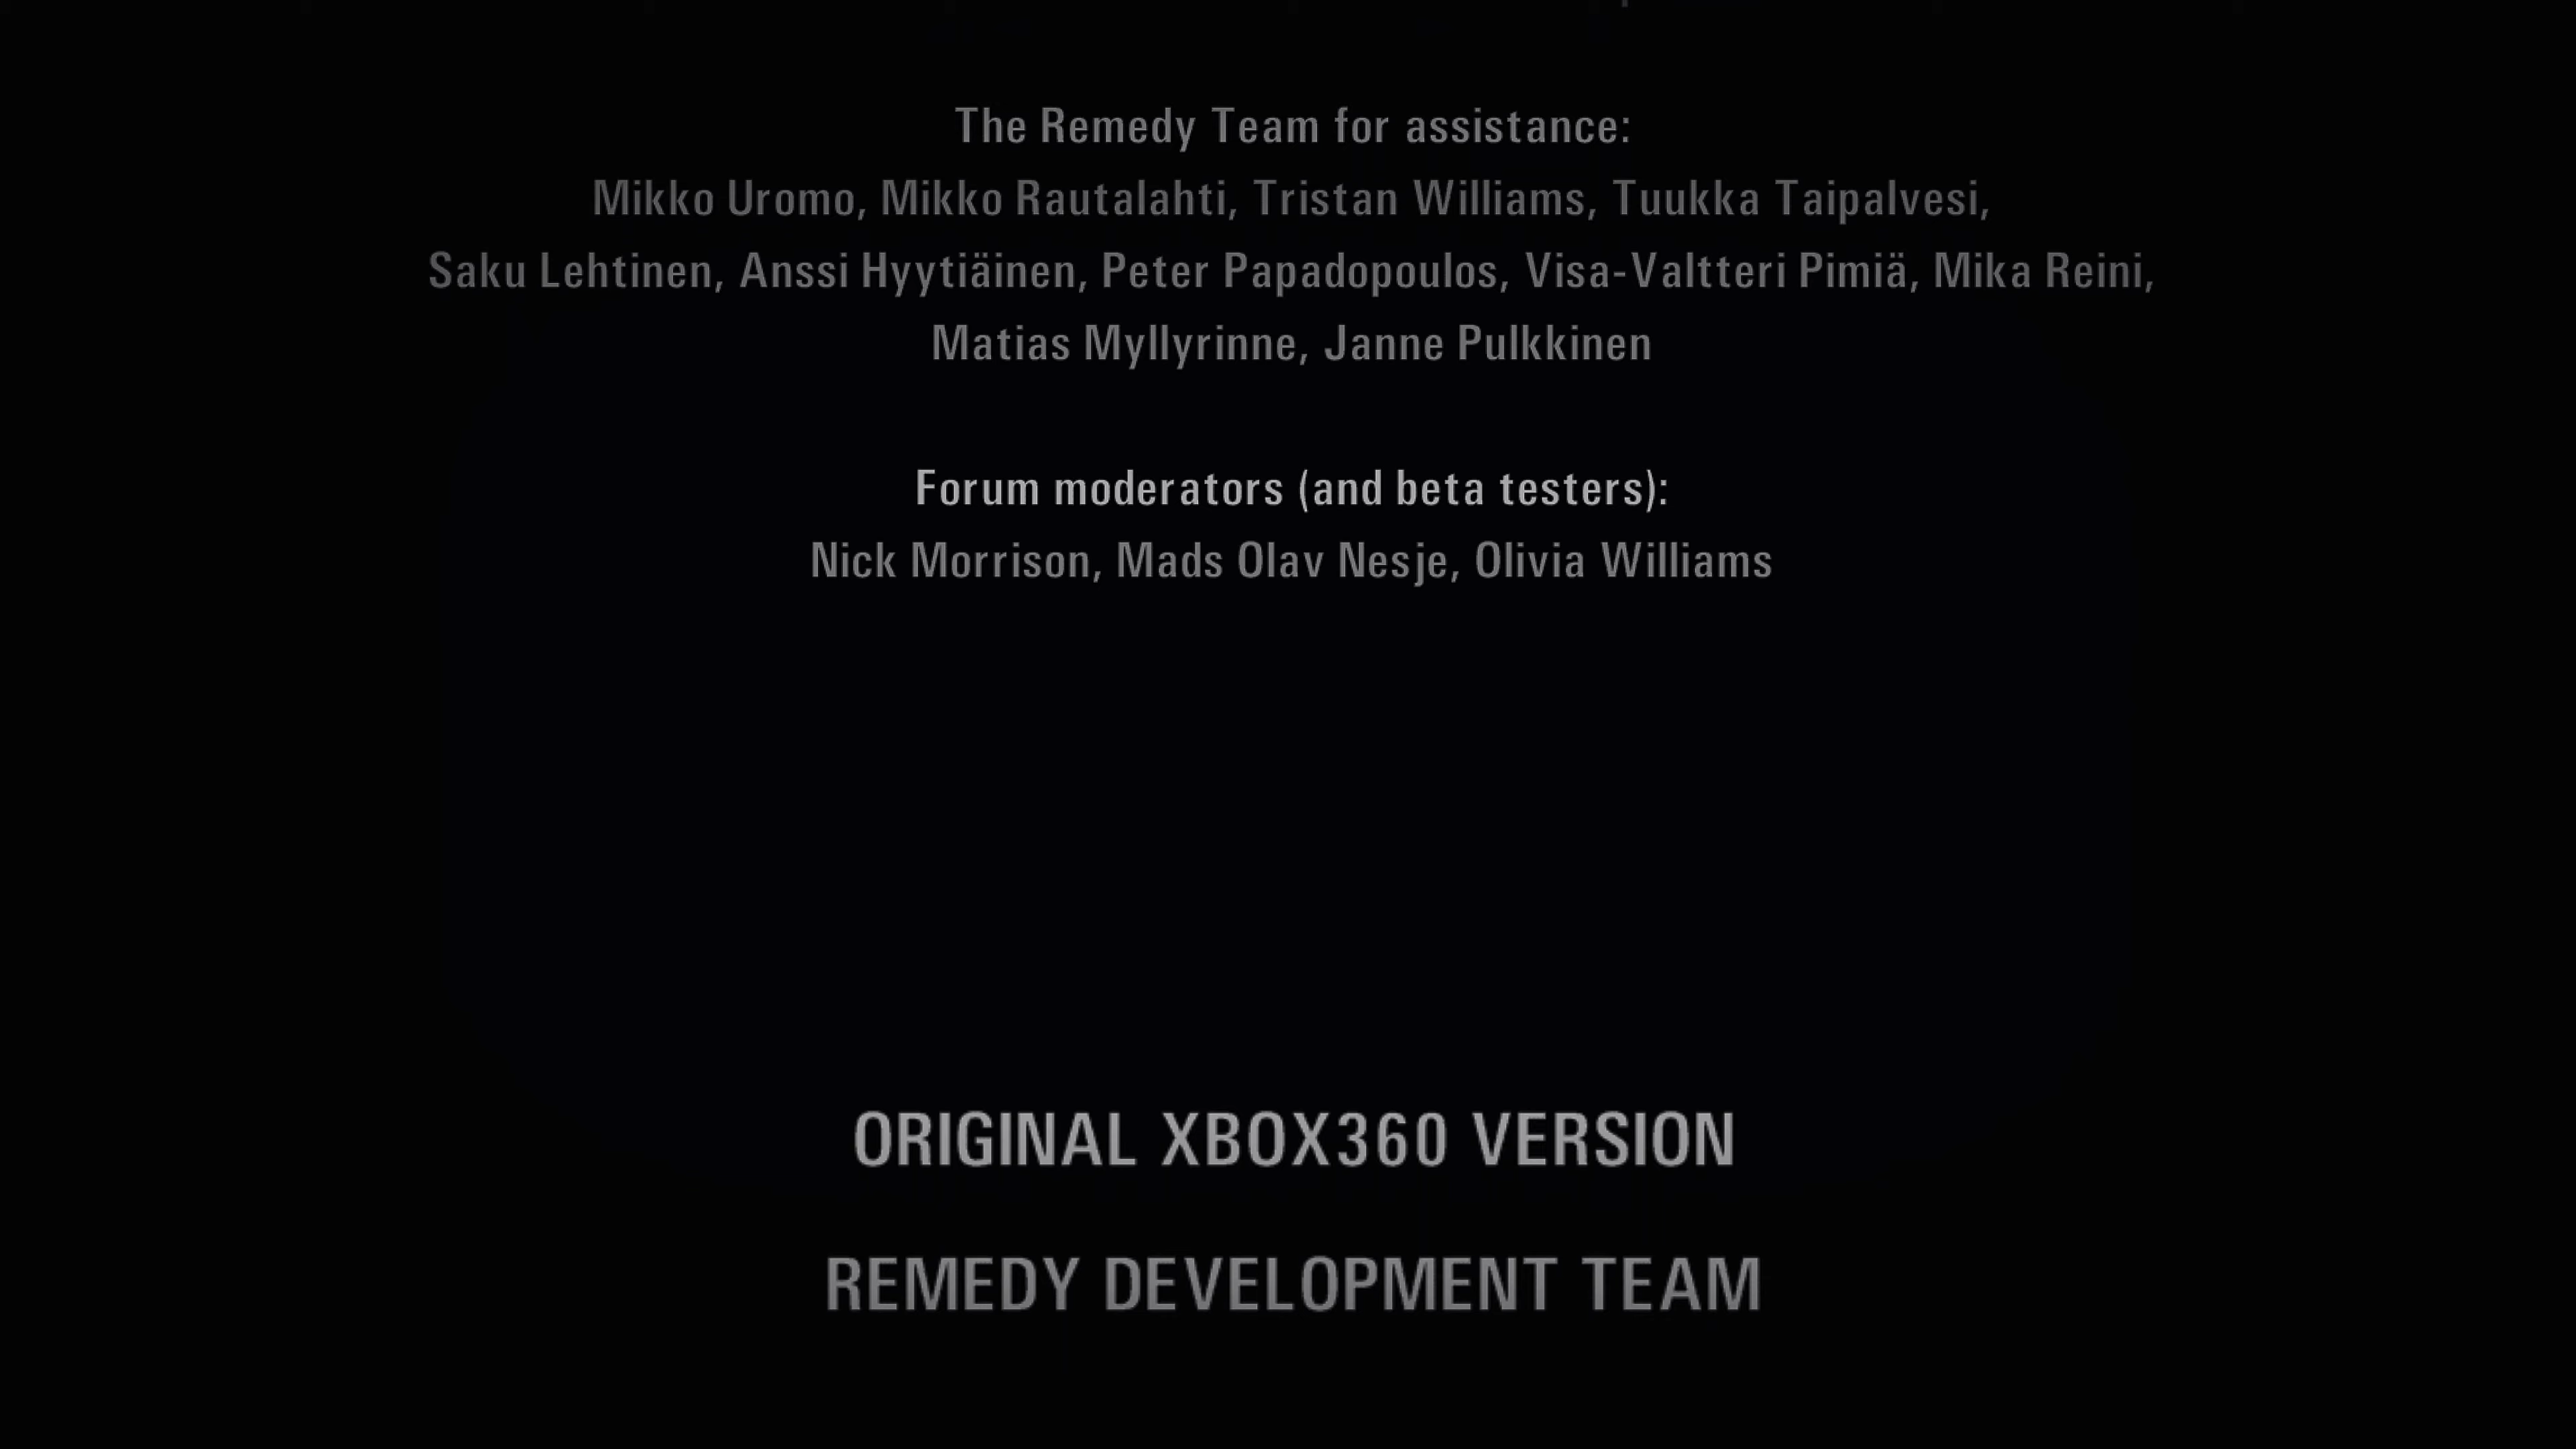 The Remedy Team for assistance:
Mikko Uromo, Mikko Rautalahti, Tristan Williams, Tuukka Taipalvesi,
Saku Lehtinen, Anssi Hyytiäinen, Peter Papadopoulos, Visa-Valtteri Pimiä, Mika Reini,
Matias Myllyrinne, Janne Pulkkinen
Forum moderators (and beta testers):
Nick Morrison, Mads Olav Nesje, Olivia Williams
ORIGINAL XBOX360 VERSION
REMEDY DEVELOPMENT TEAM